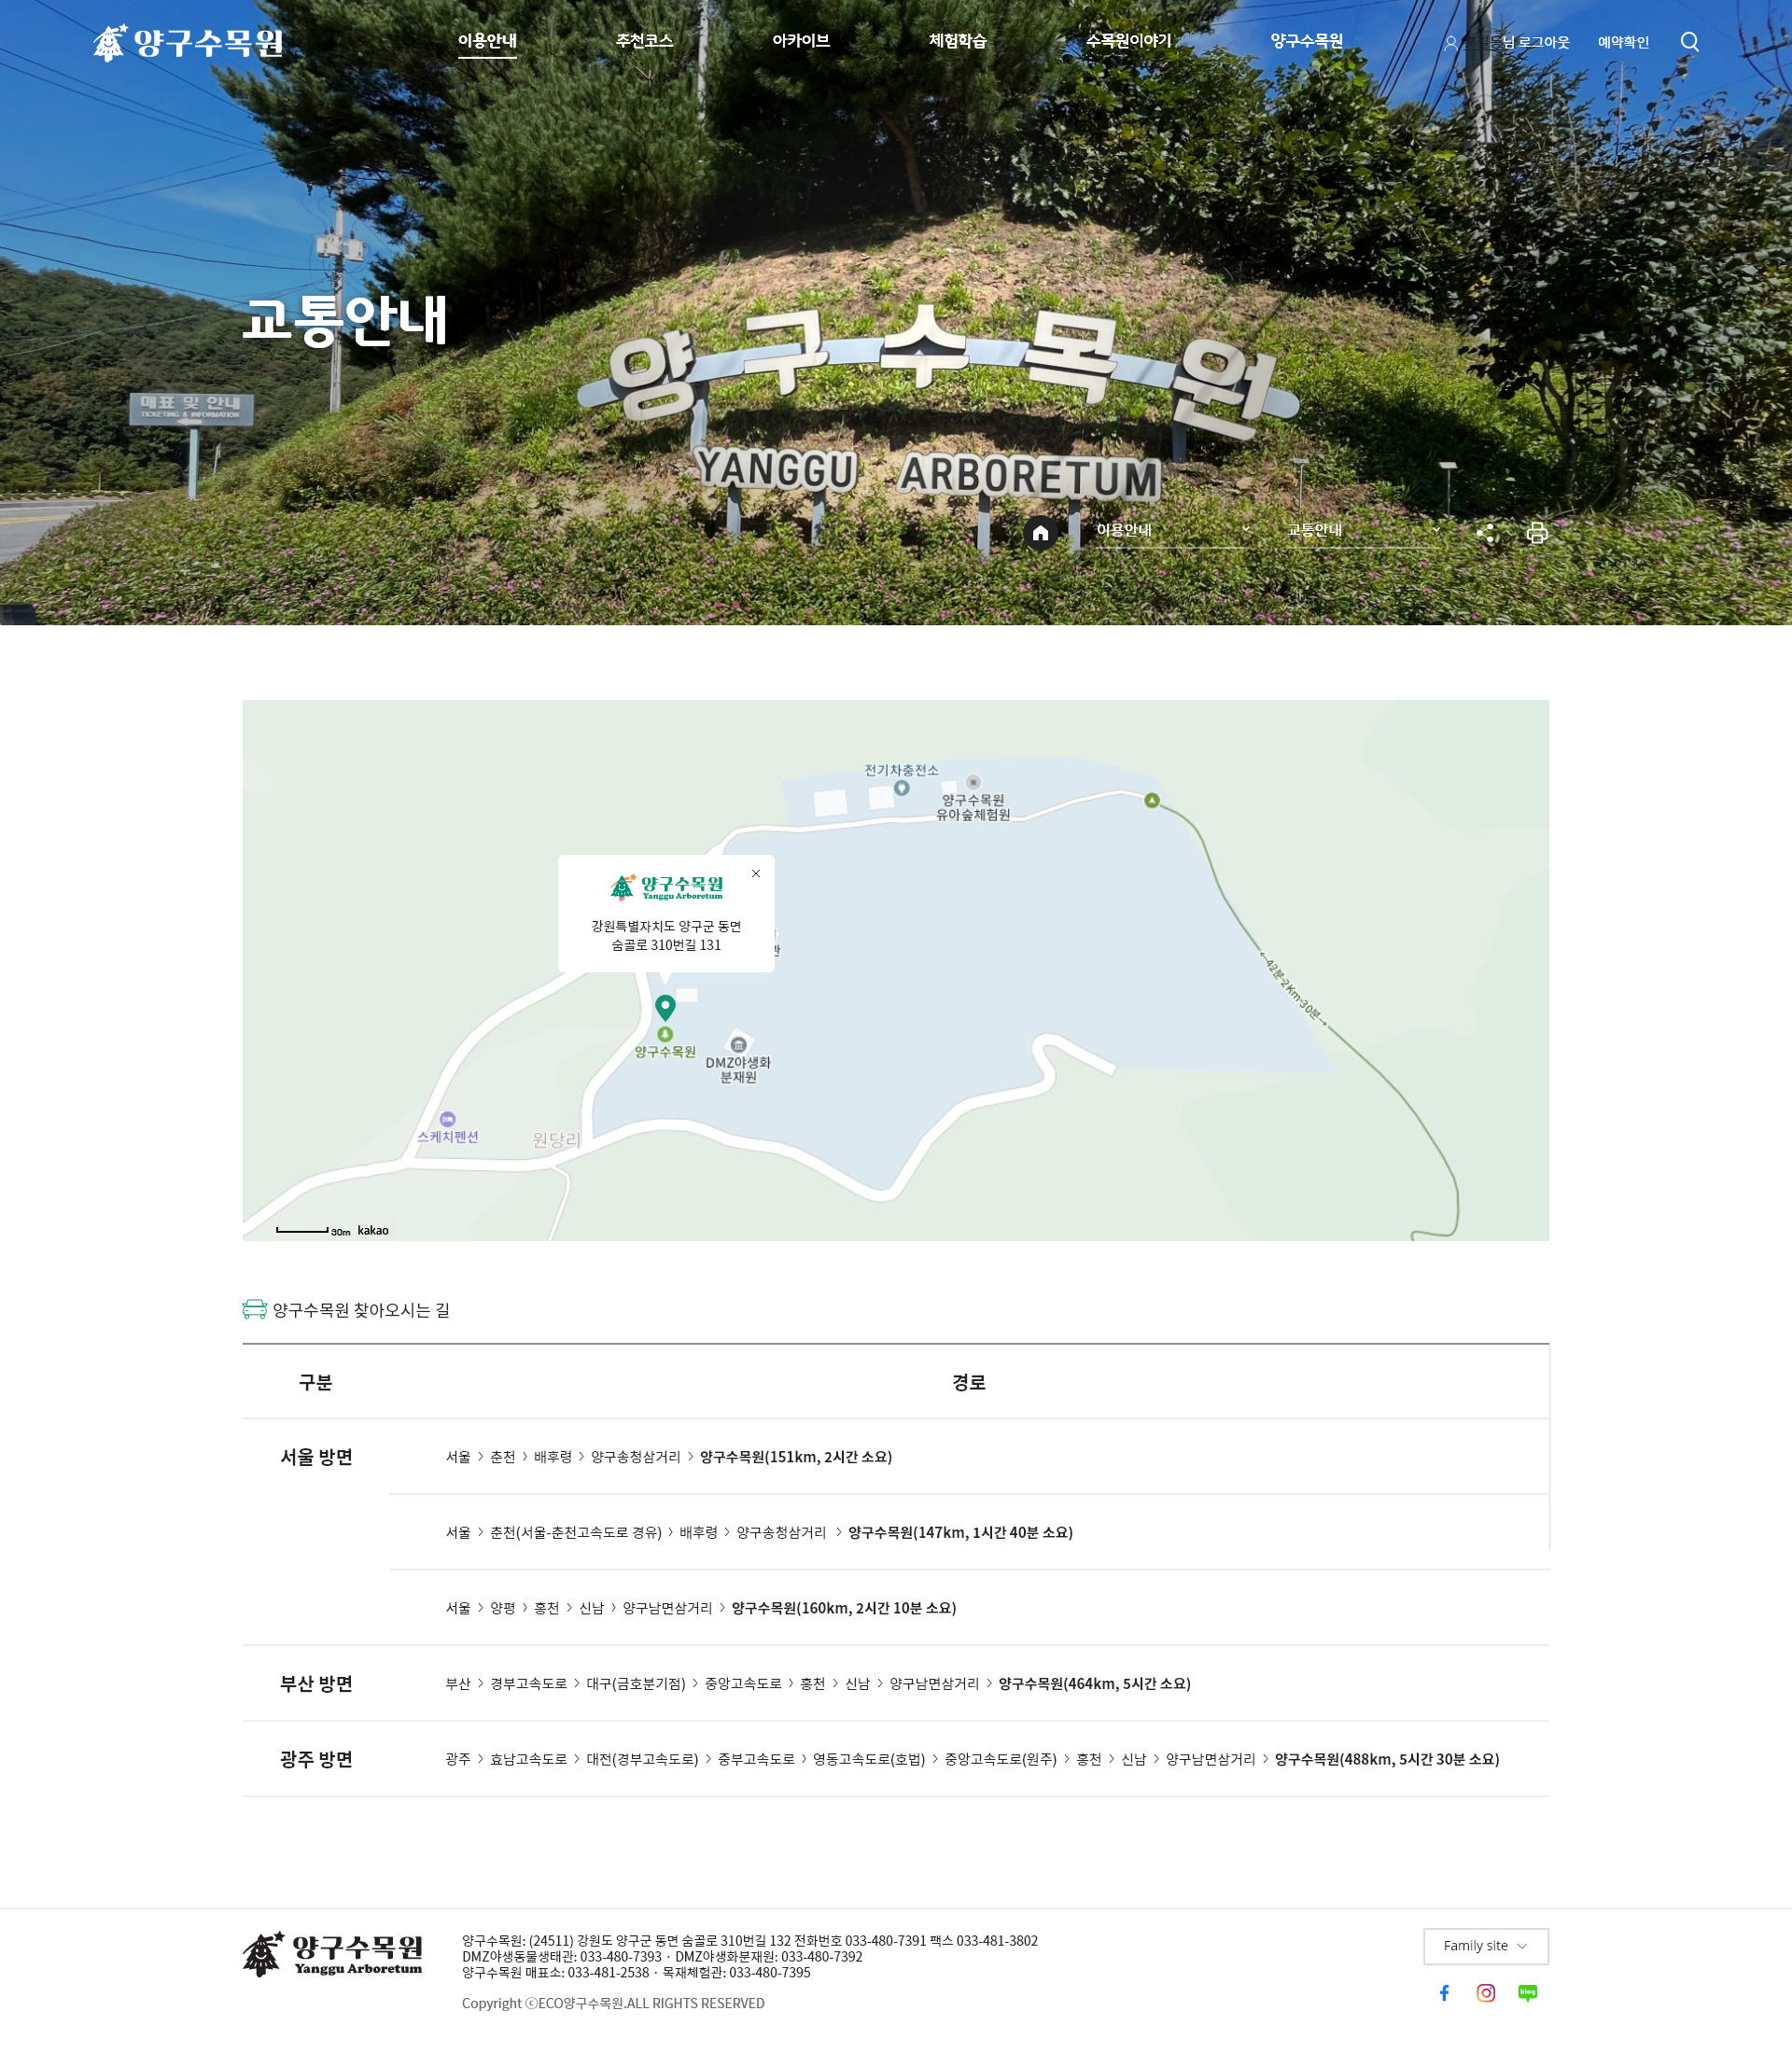 양구수목원
이용안내
추천코스
아카이브
체험학습
수목원이야기
양구수목원
님 로그아웃
예약확인
교통안내
매표 및 안내
TICKETING & INFORMATION
양구수목원
YANGGU ARBORETUM
이용안내
교통안내
전기차충전소
양구수목원
유아숲체험원
양구수목원
Yanggu Arboretum
강원특별자치도 양구군 동면
숨골로 310번길 131
관
←42분·2Km·30분→
양구수목원
DMZ야생화
분재원
스케치펜션
원당리
30m kakao
양구수목원 찾아오시는 길
구분 경로
서울 방면 서울 > 춘천 > 배후령 > 양구송청삼거리 > 양구수목원(151km, 2시간 소요)
서울 > 춘천(서울-춘천고속도로 경유) > 배후령 > 양구송청삼거리 > 양구수목원(147km, 1시간 40분 소요)
서울 > 양평 > 홍천 > 신남 > 양구남면삼거리 > 양구수목원(160km, 2시간 10분 소요)
부산 방면 부산 > 경부고속도로 > 대구(금호분기점) > 중앙고속도로 > 홍천 > 신남 > 양구남면삼거리 > 양구수목원(464km, 5시간 소요)
광주 방면 광주 > 효남고속도로 > 대전(경부고속도로) > 중부고속도로 > 영동고속도로(호법) > 중앙고속도로(원주) > 홍천 > 신남 > 양구남면삼거리 > 양구수목원(488km, 5시간 30분 소요)
양구수목원
Yanggu Arboretum
양구수목원: (24511) 강원도 양구군 동면 숨골로 310번길 132 전화번호 033-480-7391 팩스 033-481-3802
DMZ야생동물생태관: 033-480-7393 · DMZ야생화분재원: 033-480-7392
양구수목원 매표소: 033-481-2538 · 목재체험관: 033-480-7395
Copyright ⓒECO양구수목원.ALL RIGHTS RESERVED
Family site
blog